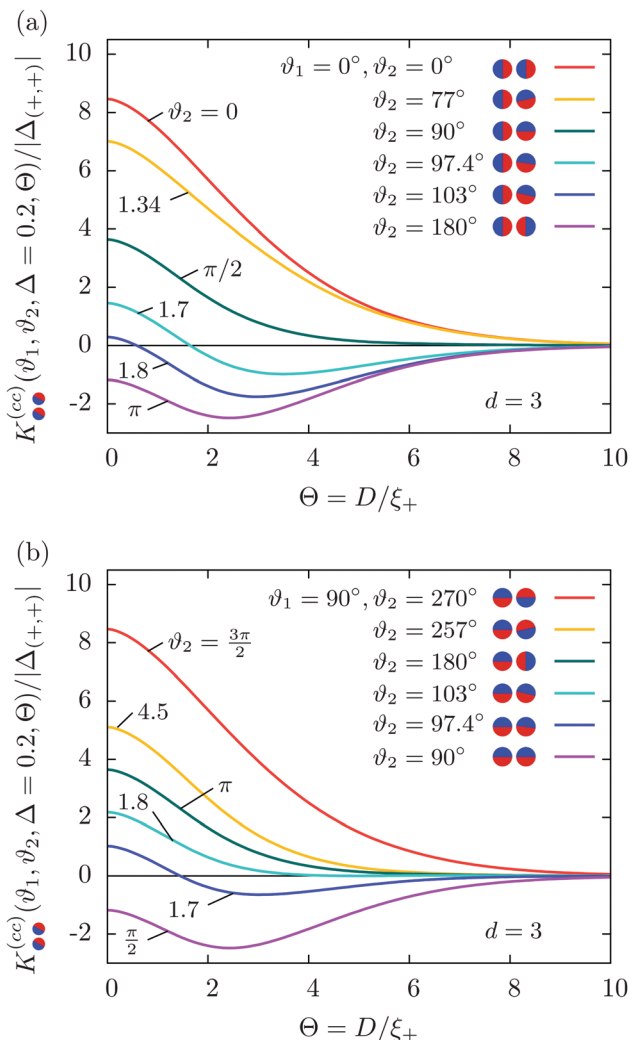 (a)
10
8
6
4
2
0
-2
K^{(cc)}(ϑ₁, ϑ₂, Δ = 0.2, Θ)/|Δ_{(+,+)}|
ϑ₁ = 0°, ϑ₂ = 0°
ϑ₂ = 77°
ϑ₂ = 90°
ϑ₂ = 97.4°
ϑ₂ = 103°
ϑ₂ = 180°
ϑ₂ = 0
1.34
π/2
1.7
1.8
π
d = 3
0 2 4 6 8 10
Θ = D/ξ₊
(b)
10
8
6
4
2
0
-2
K^{(cc)}(ϑ₁, ϑ₂, Δ = 0.2, Θ)/|Δ_{(+,+)}|
ϑ₁ = 90°, ϑ₂ = 270°
ϑ₂ = 257°
ϑ₂ = 180°
ϑ₂ = 103°
ϑ₂ = 97.4°
ϑ₂ = 90°
ϑ₂ = 3π/2
4.5
π
1.8
1.7
π/2
d = 3
0 2 4 6 8 10
Θ = D/ξ₊